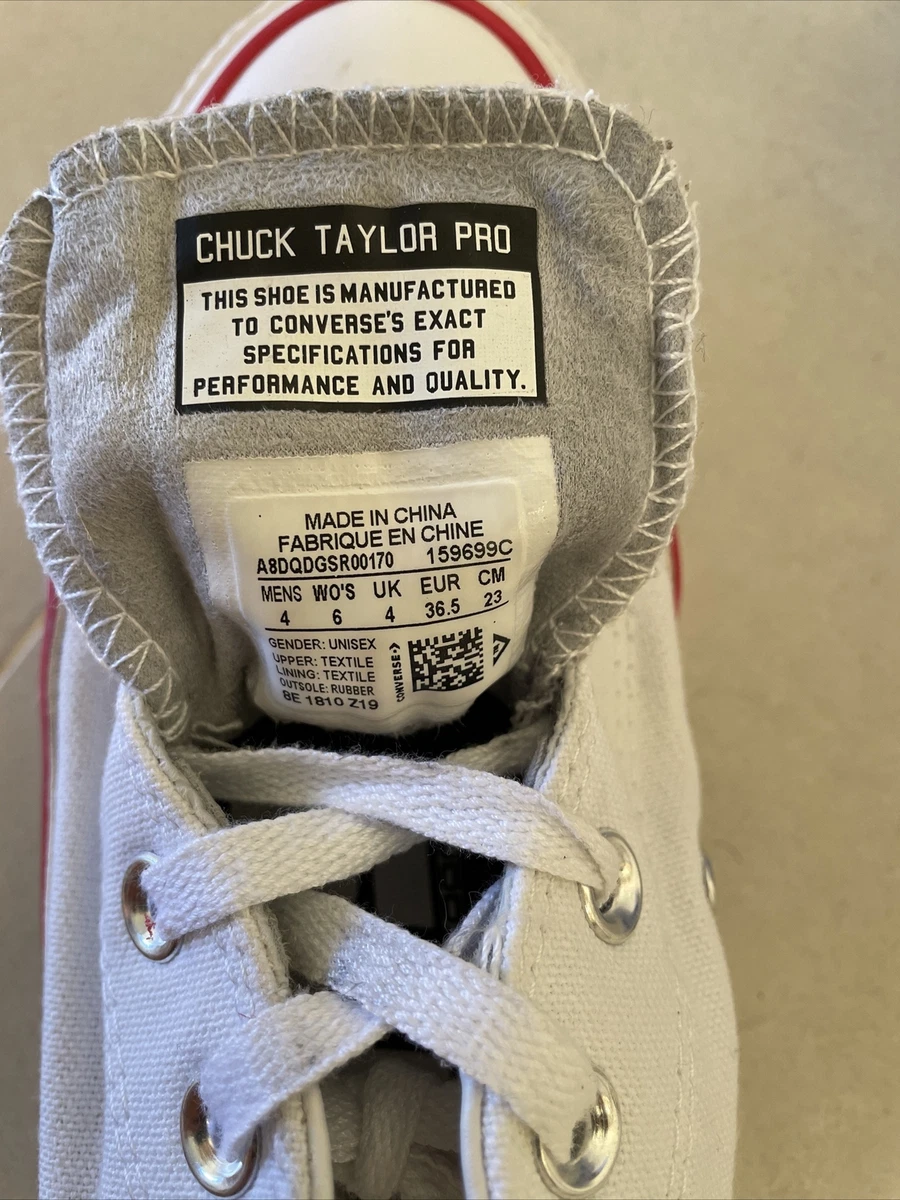 CHUCK TAYLOR PRO
THIS SHOE IS MANUFACTURED
TO CONVERSE'S EXACT
SPECIFICATIONS FOR
PERFORMANCE AND QUALITY.
MADE IN CHINA
FABRIQUE EN CHINE
A8DQDGSR00170 159699C
MENS WO'S UK EUR CM
4 6 4 36.5 23
GENDER: UNISEX
UPPER: TEXTILE
LINING: TEXTILE
OUTSOLE: RUBBER
8E 1810 Z19
CONVERSE